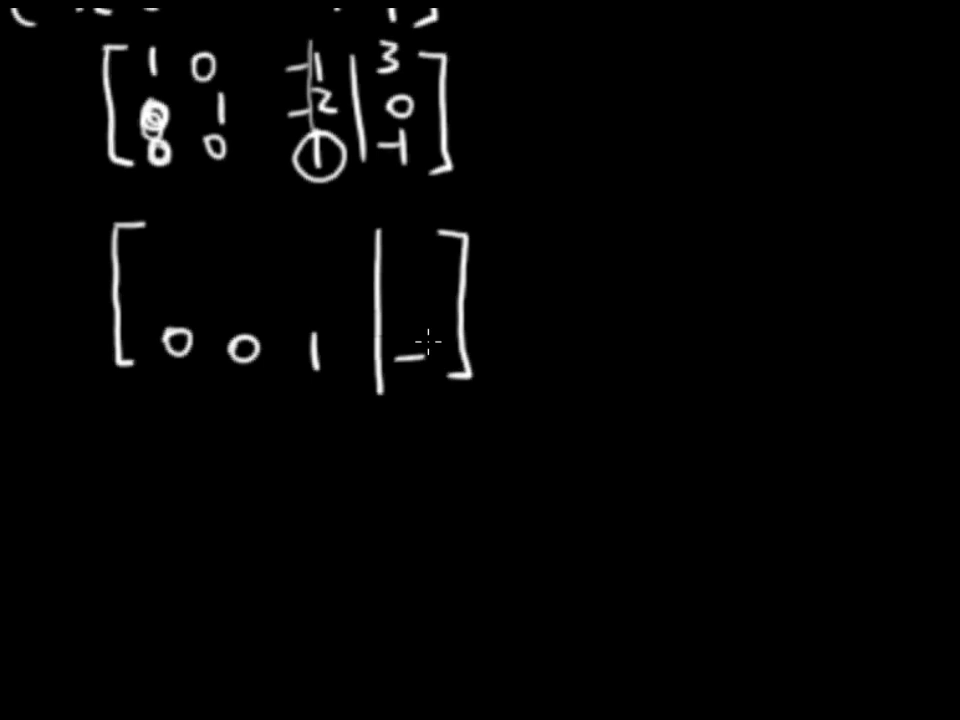 1 0 -1 | 3
0 1 -2 | 0
0 0 1 | -1
0 0 1 | -